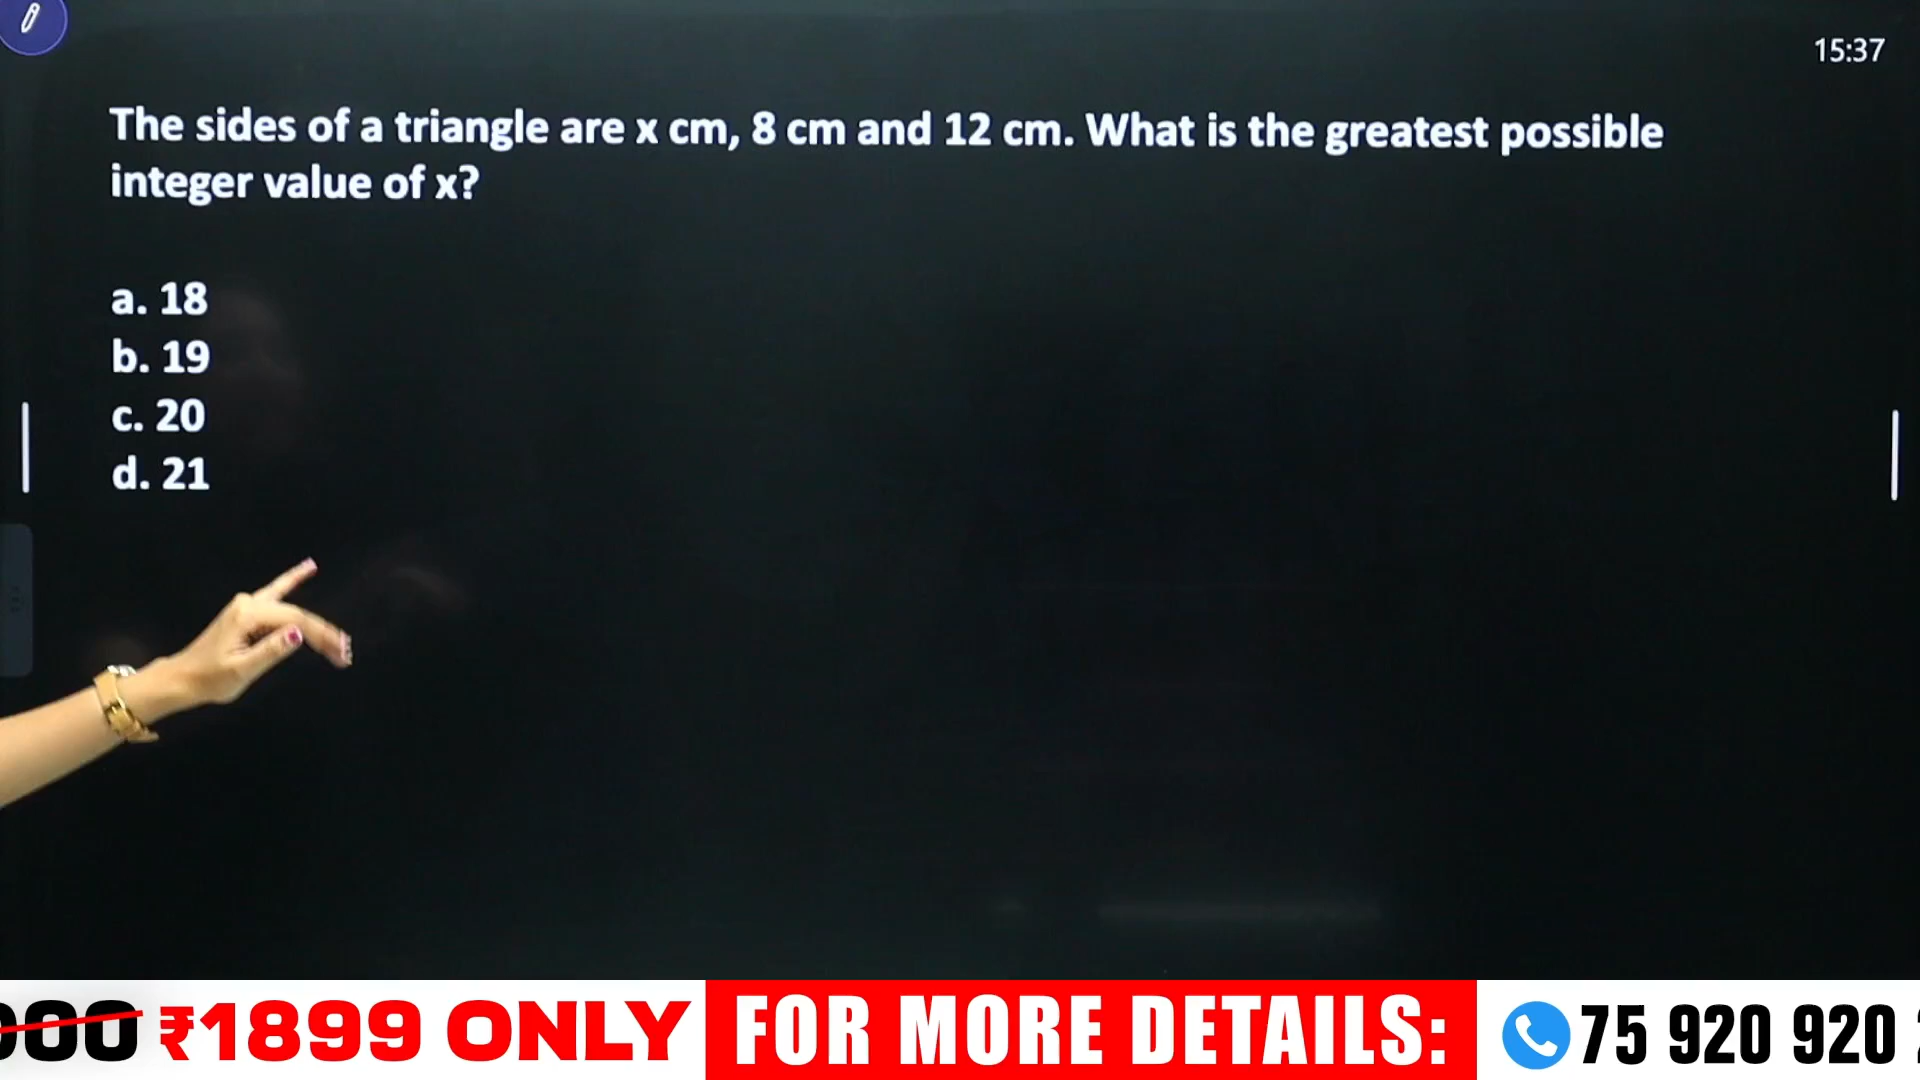 15:37
The sides of a triangle are x cm, 8 cm and 12 cm. What is the greatest possible
integer value of x?
a. 18
b. 19
c. 20
d. 21
000 ₹1899 ONLY FOR MORE DETAILS: 75 920 920